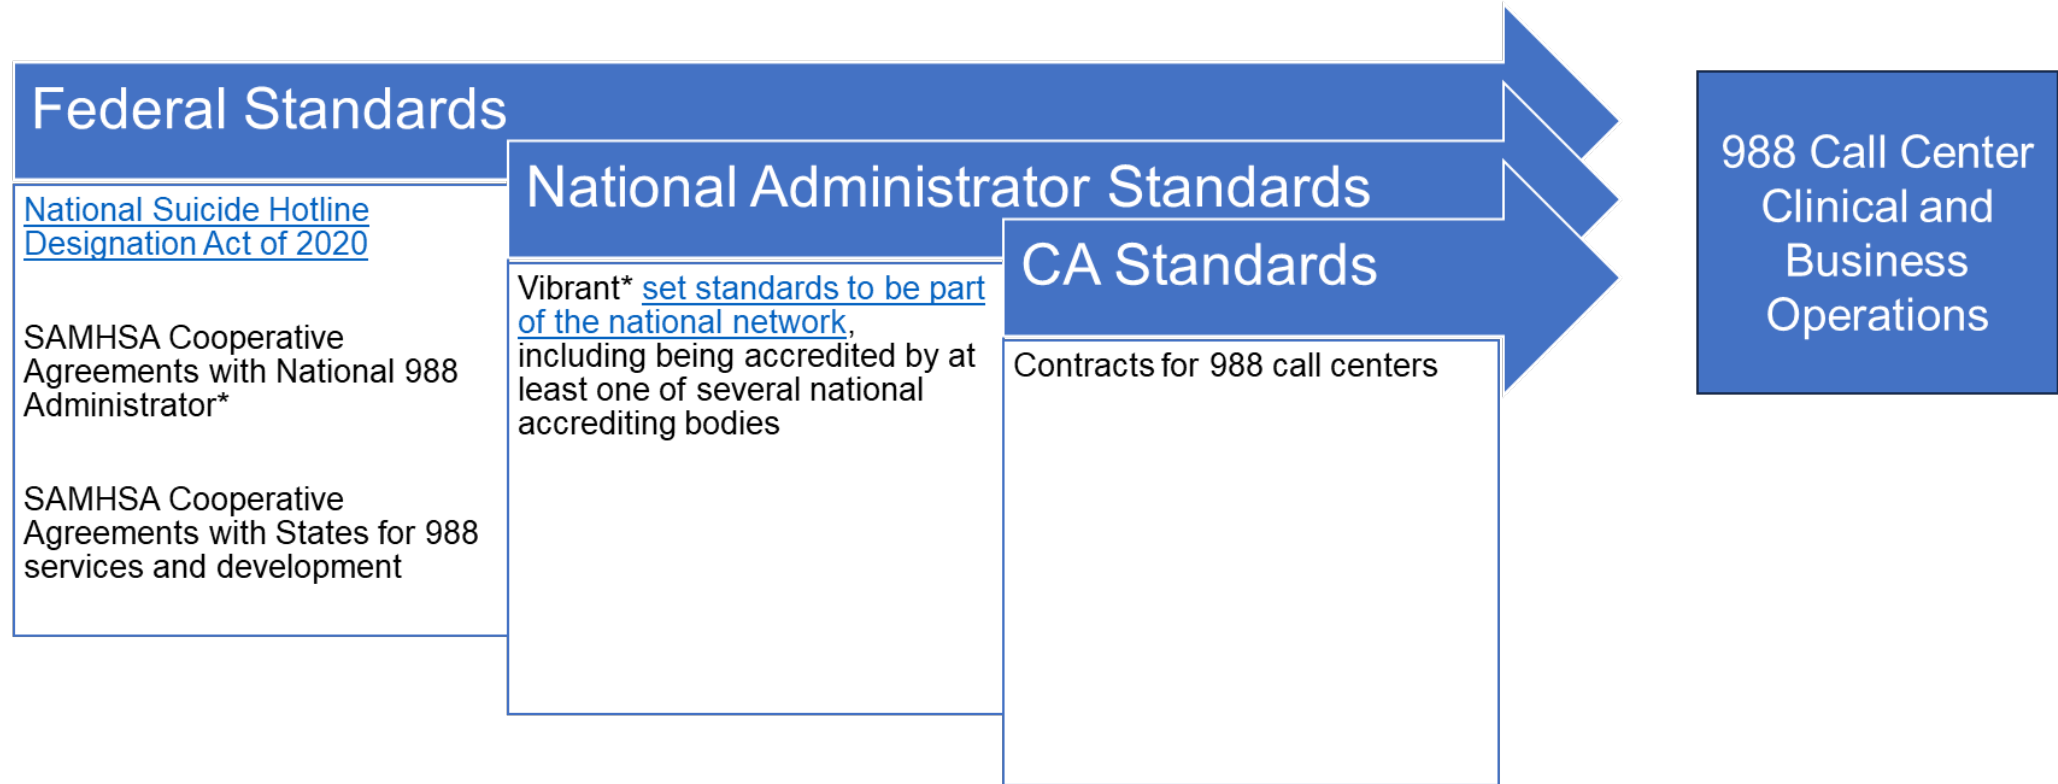 Federal Standards
National Suicide Hotline
Designation Act of 2020
SAMHSA Cooperative
Agreements with National 988
Administrator*
SAMHSA Cooperative
Agreements with States for 988
services and development
National Administrator Standards
Vibrant* set standards to be part
of the national network,
including being accredited by at
least one of several national
accrediting bodies
CA Standards
Contracts for 988 call centers
988 Call Center
Clinical and
Business
Operations